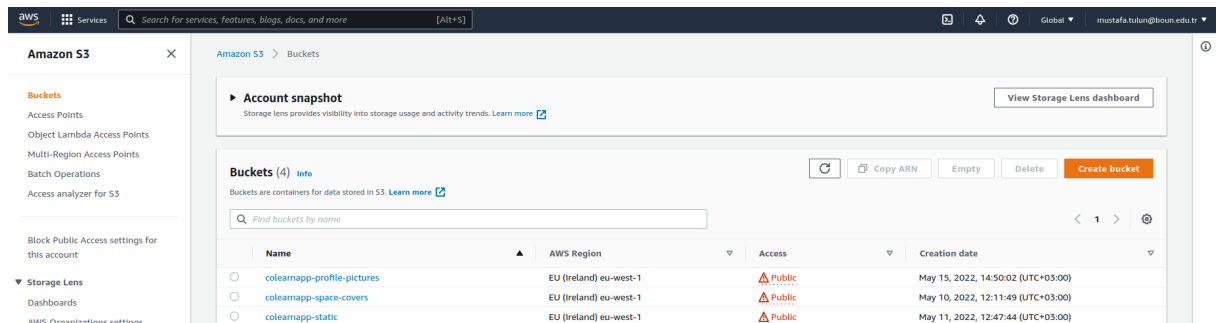 aws Services Search for services, features, blogs, docs, and more [Alt+S] Global ▼ mustafa.tulun@boun.edu.tr ▼
Amazon S3
Amazon S3 > Buckets
Buckets
Access Points
Object Lambda Access Points
Multi-Region Access Points
Batch Operations
Access analyzer for S3
Block Public Access settings for
this account
▼ Storage Lens
Dashboards
AWS Organizations settings
▶ Account snapshot
Storage lens provides visibility into storage usage and activity trends. Learn more
View Storage Lens dashboard
Buckets (4) Info
Buckets are containers for data stored in S3. Learn more
Copy ARN Empty Delete Create bucket
Find buckets by name
< 1 >
Name AWS Region Access Creation date
colearnapp-profile-pictures EU (Ireland) eu-west-1 Public May 15, 2022, 14:50:02 (UTC+03:00)
colearnapp-space-covers EU (Ireland) eu-west-1 Public May 10, 2022, 12:11:49 (UTC+03:00)
colearnapp-static EU (Ireland) eu-west-1 Public May 11, 2022, 12:47:44 (UTC+03:00)